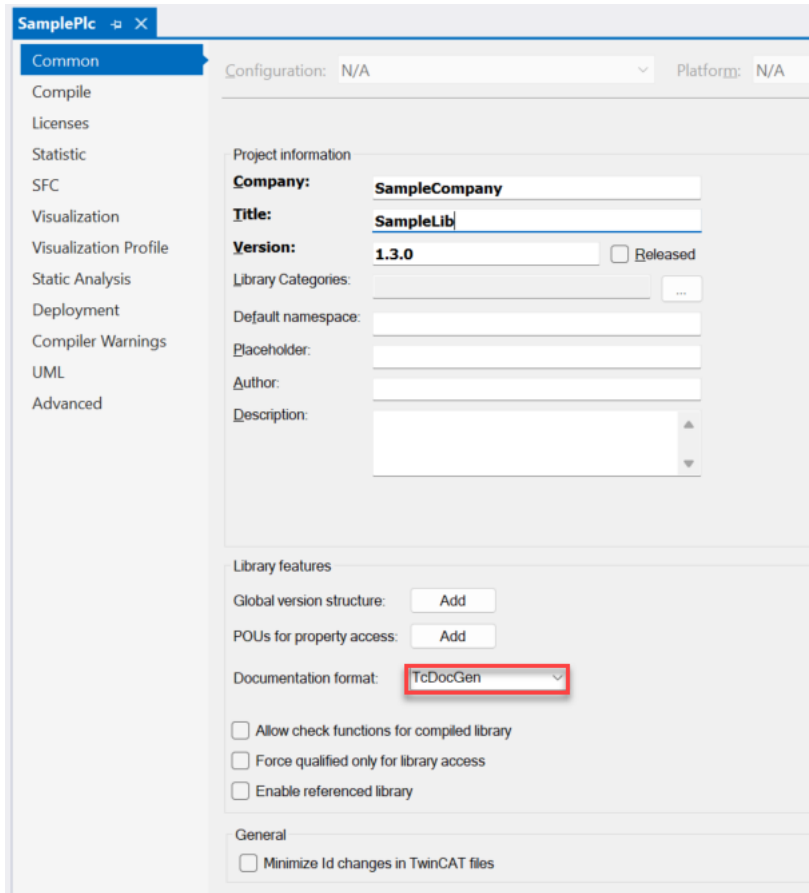 SamplePlc
Common
Compile
Licenses
Statistic
SFC
Visualization
Visualization Profile
Static Analysis
Deployment
Compiler Warnings
UML
Advanced
Configuration: N/A Platform: N/A
Project information
Company: SampleCompany
Title: SampleLib
Version: 1.3.0 Released
Library Categories: ...
Default namespace:
Placeholder:
Author:
Description:
Library features
Global version structure: Add
POUs for property access: Add
Documentation format: TcDocGen
Allow check functions for compiled library
Force qualified only for library access
Enable referenced library
General
Minimize Id changes in TwinCAT files